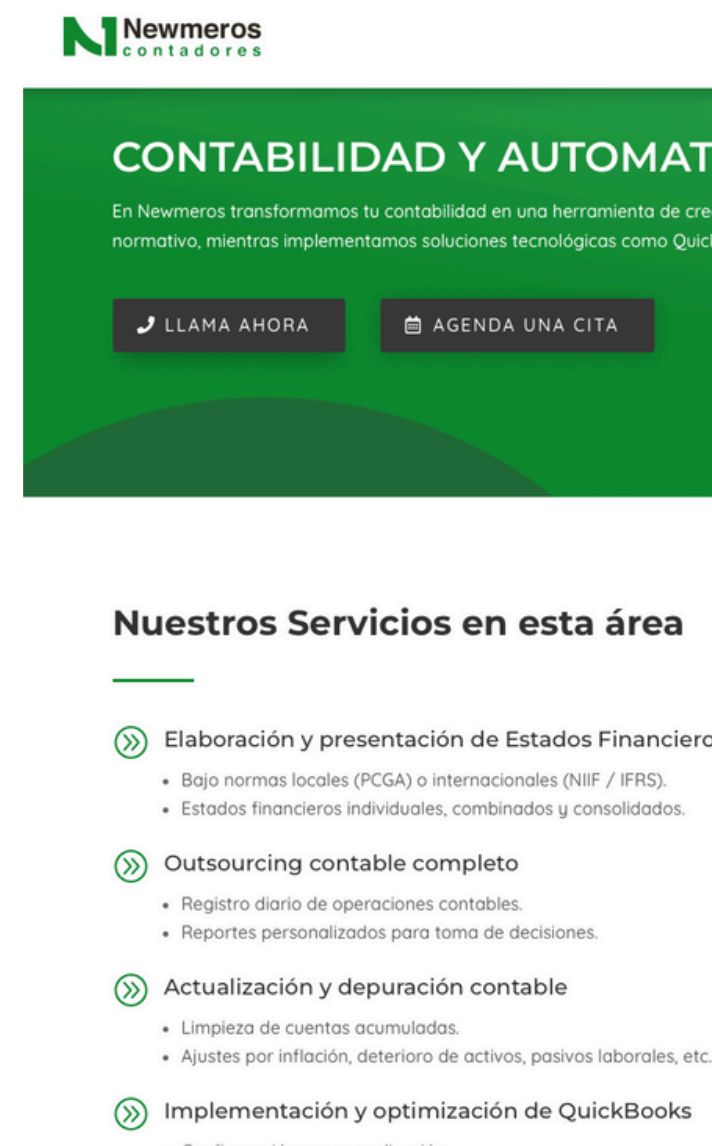 Newmeros
contadores
CONTABILIDAD Y AUTOMAT
En Newmeros transformamos tu contabilidad en una herramienta de cre
normativo, mientras implementamos soluciones tecnológicas como Quic
LLAMA AHORA
AGENDA UNA CITA
Nuestros Servicios en esta área
Elaboración y presentación de Estados Financiero
• Bajo normas locales (PCGA) o internacionales (NIIF / IFRS).
• Estados financieros individuales, combinados y consolidados.
Outsourcing contable completo
• Registro diario de operaciones contables.
• Reportes personalizados para toma de decisiones.
Actualización y depuración contable
• Limpieza de cuentas acumuladas.
• Ajustes por inflación, deterioro de activos, pasivos laborales, etc.
Implementación y optimización de QuickBooks